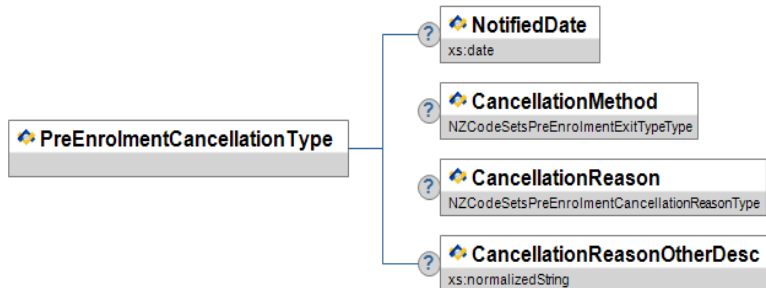 NotifiedDate
xs:date
CancellationMethod
NZCodeSetsPreEnrolmentExitTypeType
PreEnrolmentCancellationType
CancellationReason
NZCodeSetsPreEnrolmentCancellationReasonType
CancellationReasonOtherDesc
xs:normalizedString